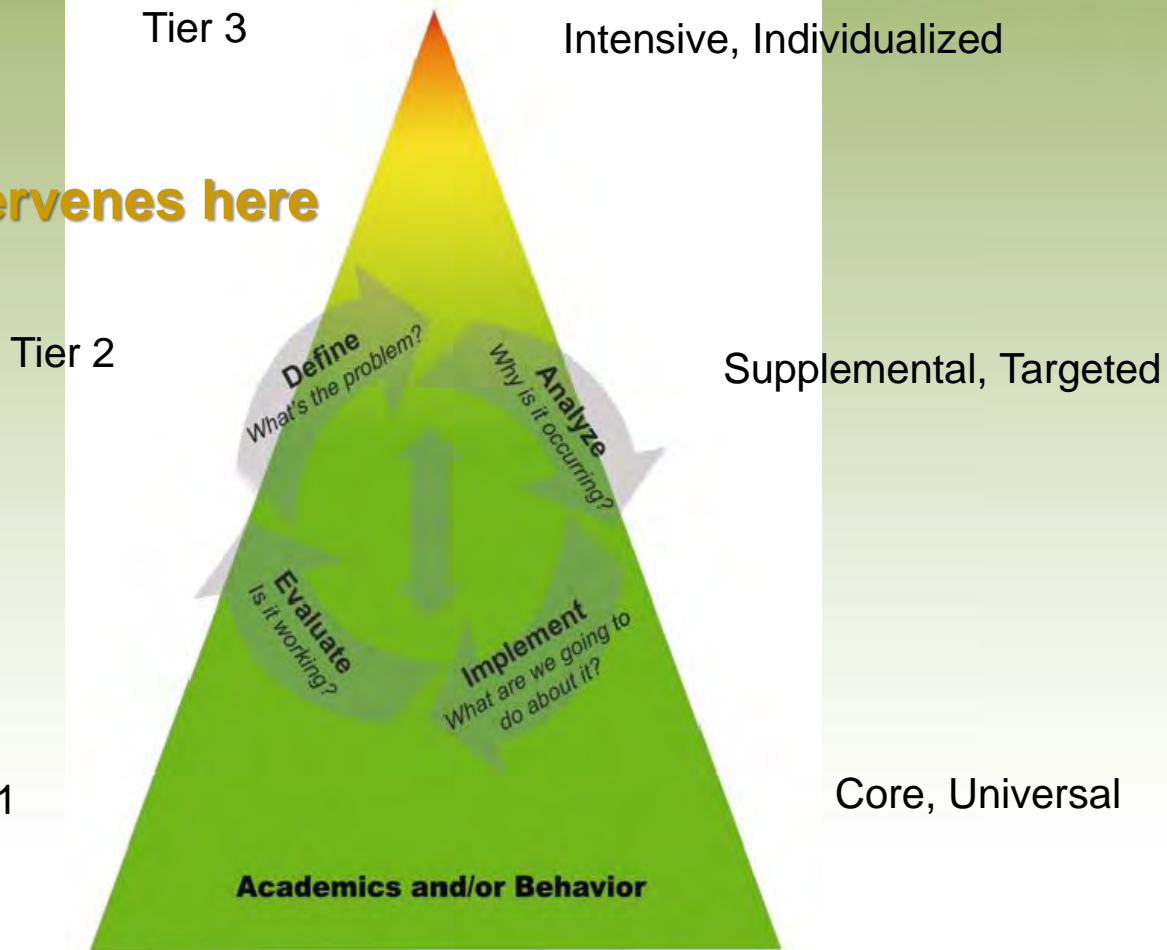 Tier 3
Intensive, Individualized
ervenes here
Tier 2
Define
What's the problem?
Analyze
Why is it occurring?
Supplemental, Targeted
Evaluate
Is it working?
Implement
What are we going to
do about it?
1
Core, Universal
Academics and/or Behavior